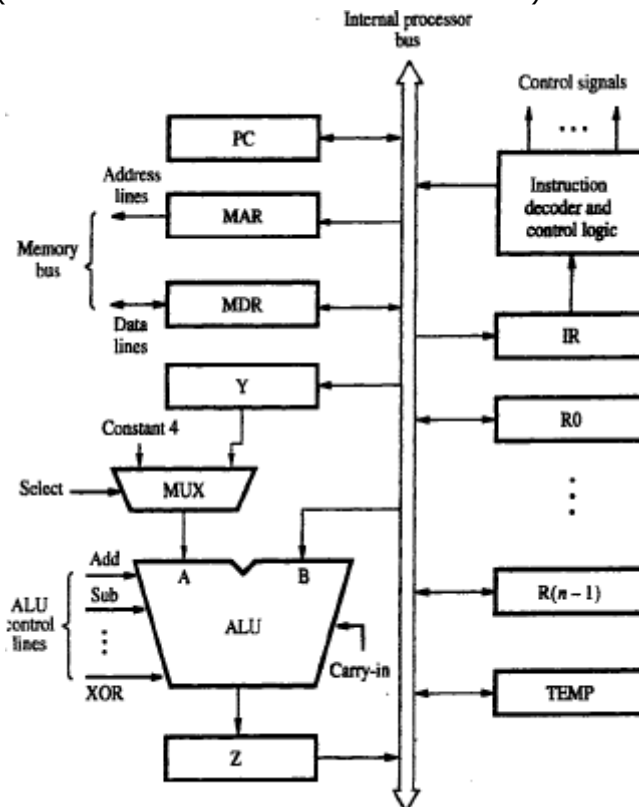 Internal processor
bus
Control signals
...
PC
Address
lines
MAR
Instruction
decoder and
control logic
Memory
bus
MDR
Data
lines
IR
Y
R0
Constant 4
Select
MUX
Add
A
B
Sub
ALU
control
lines
ALU
R(n – 1)
Carry-in
XOR
TEMP
Z